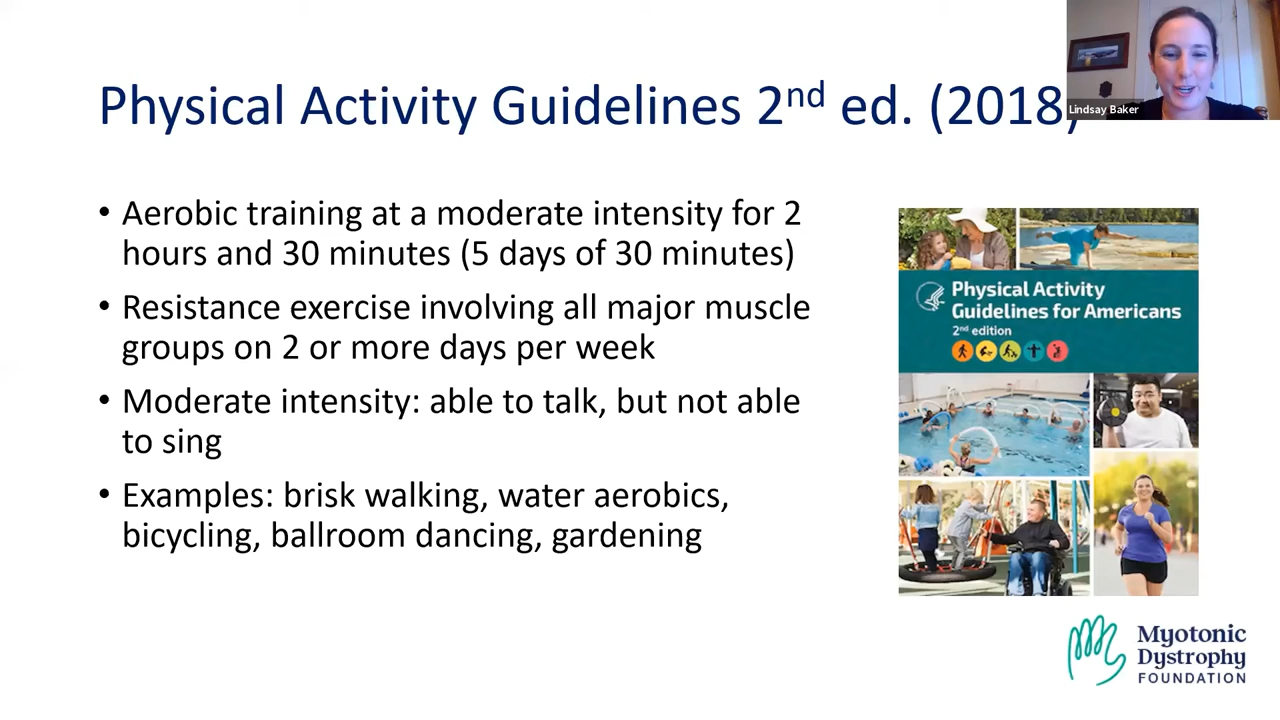 Physical Activity Guidelines 2nd ed. (2018)
Lindsay Baker
• Aerobic training at a moderate intensity for 2
hours and 30 minutes (5 days of 30 minutes)
• Resistance exercise involving all major muscle
groups on 2 or more days per week
• Moderate intensity: able to talk, but not able
to sing
• Examples: brisk walking, water aerobics,
bicycling, ballroom dancing, gardening
Physical Activity
Guidelines for Americans
2nd edition
Myotonic
Dystrophy
FOUNDATION